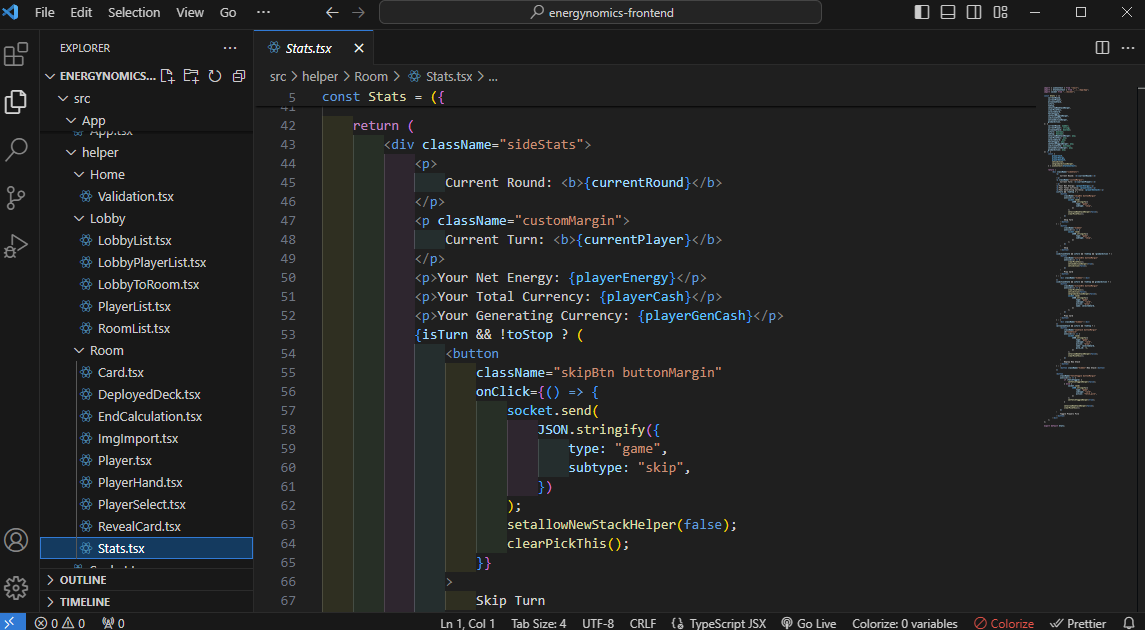 File Edit Selection View Go ··· energynomics-frontend
EXPLORER ···
ENERGYNOMICS...
src
App
App.tsx
helper
Home
Validation.tsx
Lobby
LobbyList.tsx
LobbyPlayerList.tsx
LobbyToRoom.tsx
PlayerList.tsx
RoomList.tsx
Room
Card.tsx
DeployedDeck.tsx
EndCalculation.tsx
ImgImport.tsx
Player.tsx
PlayerHand.tsx
PlayerSelect.tsx
RevealCard.tsx
Stats.tsx
OUTLINE
TIMELINE
Stats.tsx
src > helper > Room > Stats.tsx > ...
5 const Stats = ({
41
42 return (
43 <div className="sideStats">
44 <p>
45 Current Round: <b>{currentRound}</b>
46 </p>
47 <p className="customMargin">
48 Current Turn: <b>{currentPlayer}</b>
49 </p>
50 <p>Your Net Energy: {playerEnergy}</p>
51 <p>Your Total Currency: {playerCash}</p>
52 <p>Your Generating Currency: {playerGenCash}</p>
53 {isTurn && !toStop ? (
54 <button
55 className="skipBtn buttonMargin"
56 onClick={() => {
57 socket.send(
58 JSON.stringify({
59 type: "game",
60 subtype: "skip",
61 })
62 );
63 setallowNewStackHelper(false);
64 clearPickThis();
65 }}
66 >
67 Skip Turn
0 0 0 Ln 1, Col 1 Tab Size: 4 UTF-8 CRLF {} TypeScript JSX Go Live Colorize: 0 variables Colorize Prettier